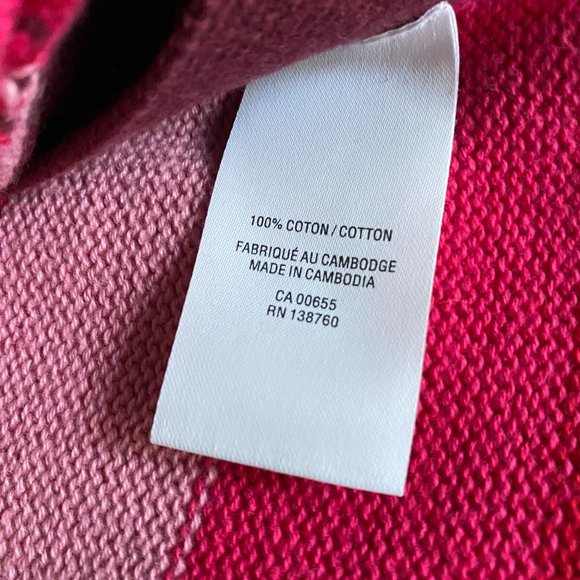 100% COTON / COTTON
FABRIQUÉ AU CAMBODGE
MADE IN CAMBODIA
CA 00655
RN 138760